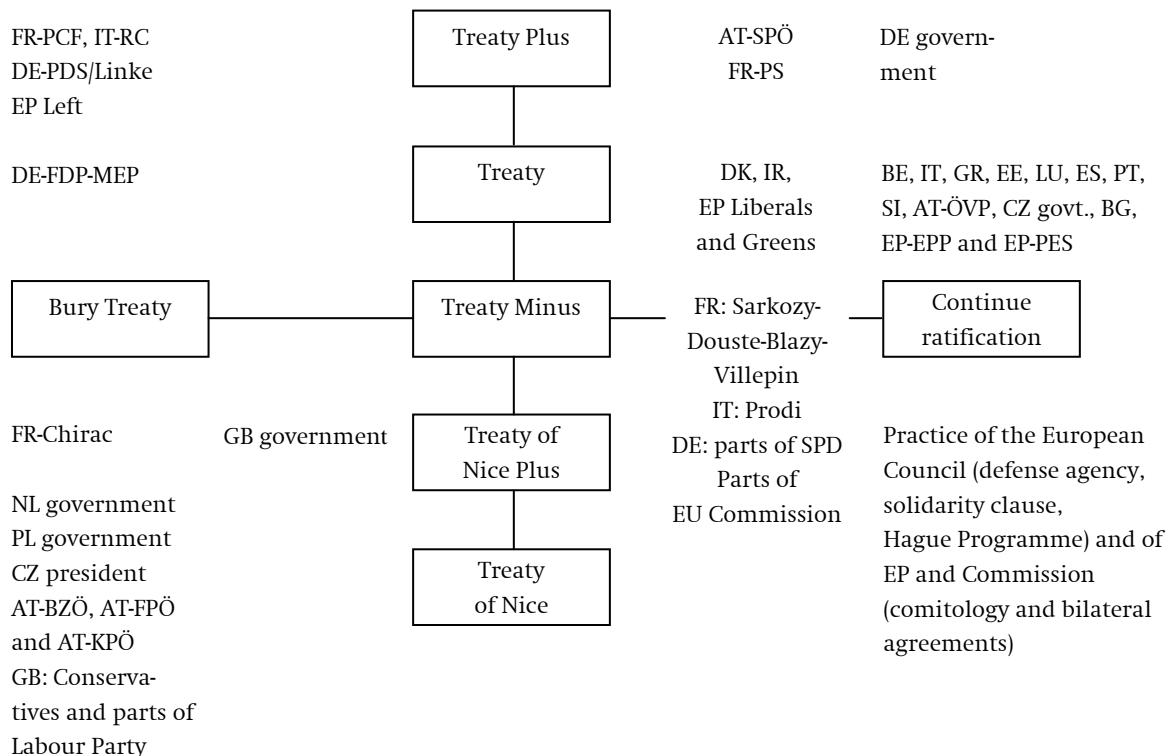 FR-PCF, IT-RC
DE-PDS/Linke
EP Left
Treaty Plus
AT-SPÖ
FR-PS
DE govern-
ment
DE-FDP-MEP
Treaty
DK, IR,
EP Liberals
and Greens
BE, IT, GR, EE, LU, ES, PT,
SI, AT-ÖVP, CZ govt., BG,
EP-EPP and EP-PES
Bury Treaty
Treaty Minus
FR: Sarkozy-
Douste-Blazy-
Villepin
IT: Prodi
DE: parts of SPD
Parts of
EU Commission
Continue
ratification
FR-Chirac
GB government
Treaty of
Nice Plus
Practice of the European
Council (defense agency,
solidarity clause,
Hague Programme) and of
EP and Commission
(comitology and bilateral
agreements)
NL government
PL government
CZ president
AT-BZÖ, AT-FPÖ
and AT-KPÖ
GB: Conserva-
tives and parts of
Labour Party
Treaty
of Nice